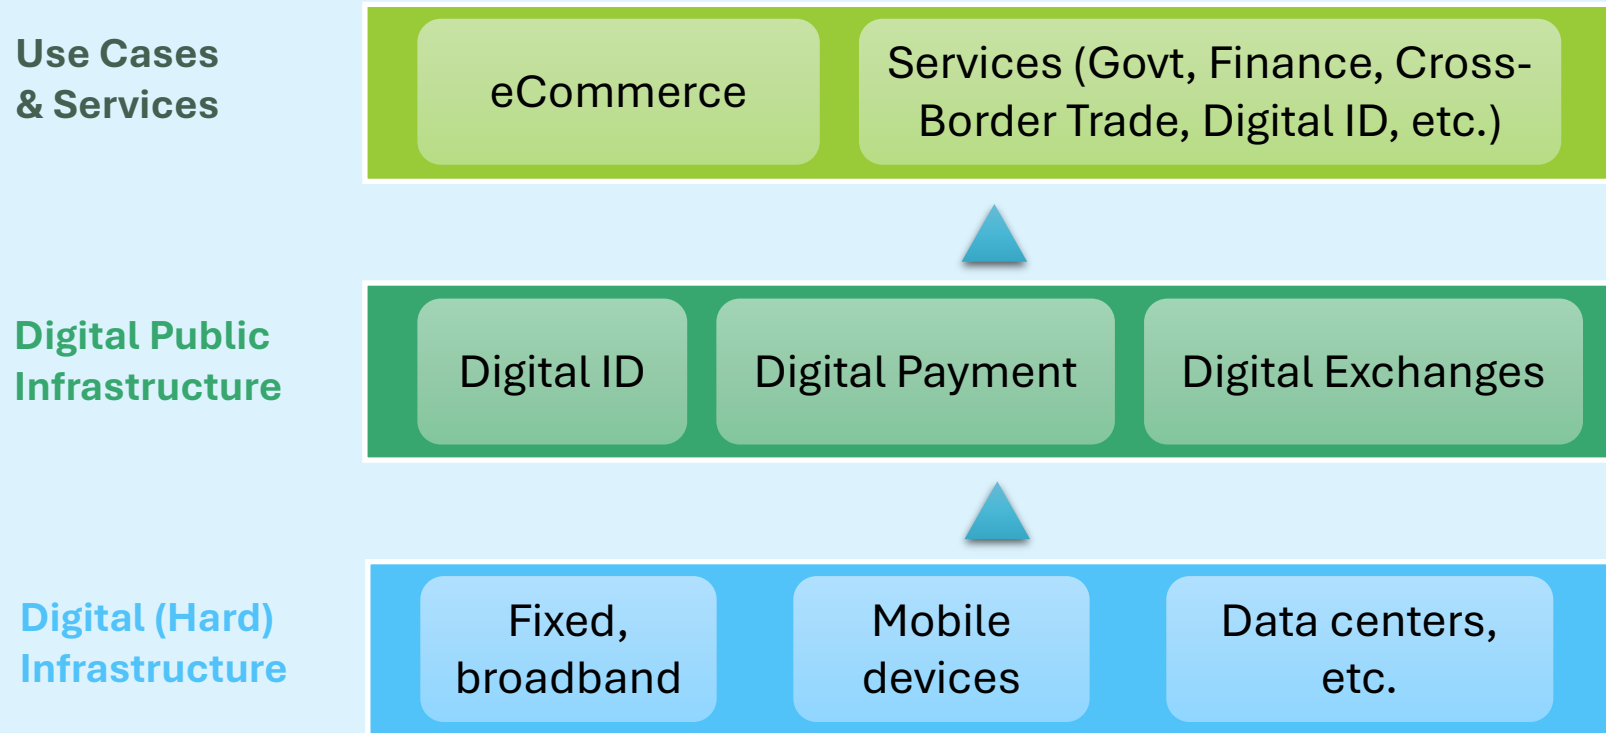 Use Cases
& Services
eCommerce
Services (Govt, Finance, Cross-
Border Trade, Digital ID, etc.)
Digital Public
Infrastructure
Digital ID
Digital Payment
Digital Exchanges
Digital (Hard)
Infrastructure
Fixed,
broadband
Mobile
devices
Data centers,
etc.